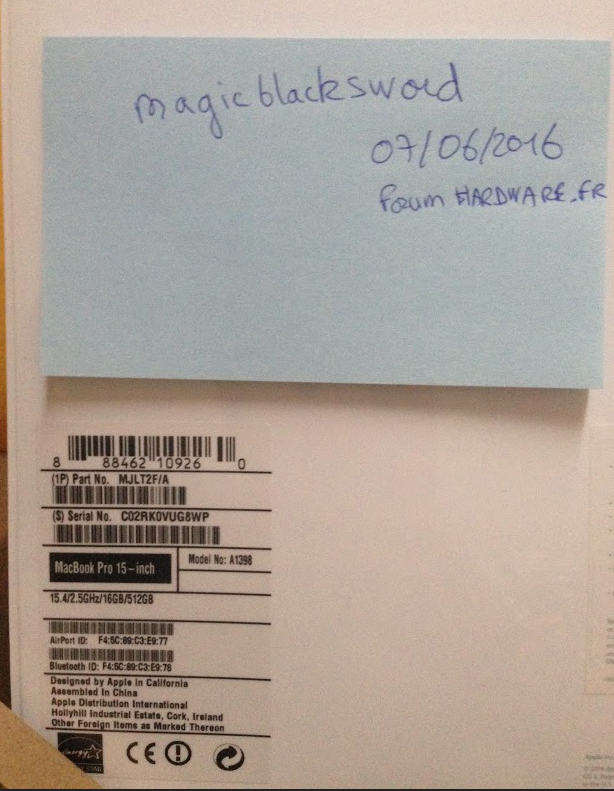 magicblacksword
07/06/2016
forum HARDWARE.FR
8 88462 10926 0
(1P) Part No. MJLT2F/A
(S) Serial No. C02RK0VUG8WP
MacBook Pro 15-inch
Model No: A1398
15.4/2.5GHz/16GB/512GB
AirPort ID: F4:5C:89:C3:E9:77
Bluetooth ID: F4:5C:89:C3:E9:78
Designed by Apple in California
Assembled in China
Apple Distribution International
Hollyhill Industrial Estate, Cork, Ireland
Other Foreign Items as Marked Thereon
energy
CE